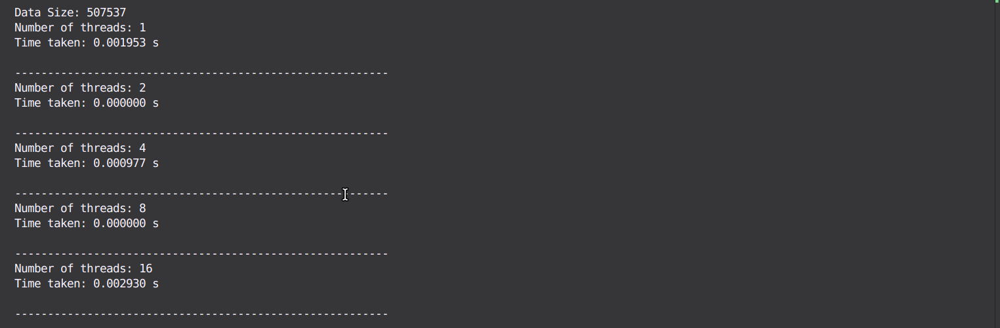 Data Size: 507537
Number of threads: 1
Time taken: 0.001953 s
---------------------------------------------------------
Number of threads: 2
Time taken: 0.000000 s
---------------------------------------------------------
Number of threads: 4
Time taken: 0.000977 s
---------------------------------------------------------
Number of threads: 8
Time taken: 0.000000 s
---------------------------------------------------------
Number of threads: 16
Time taken: 0.002930 s
---------------------------------------------------------